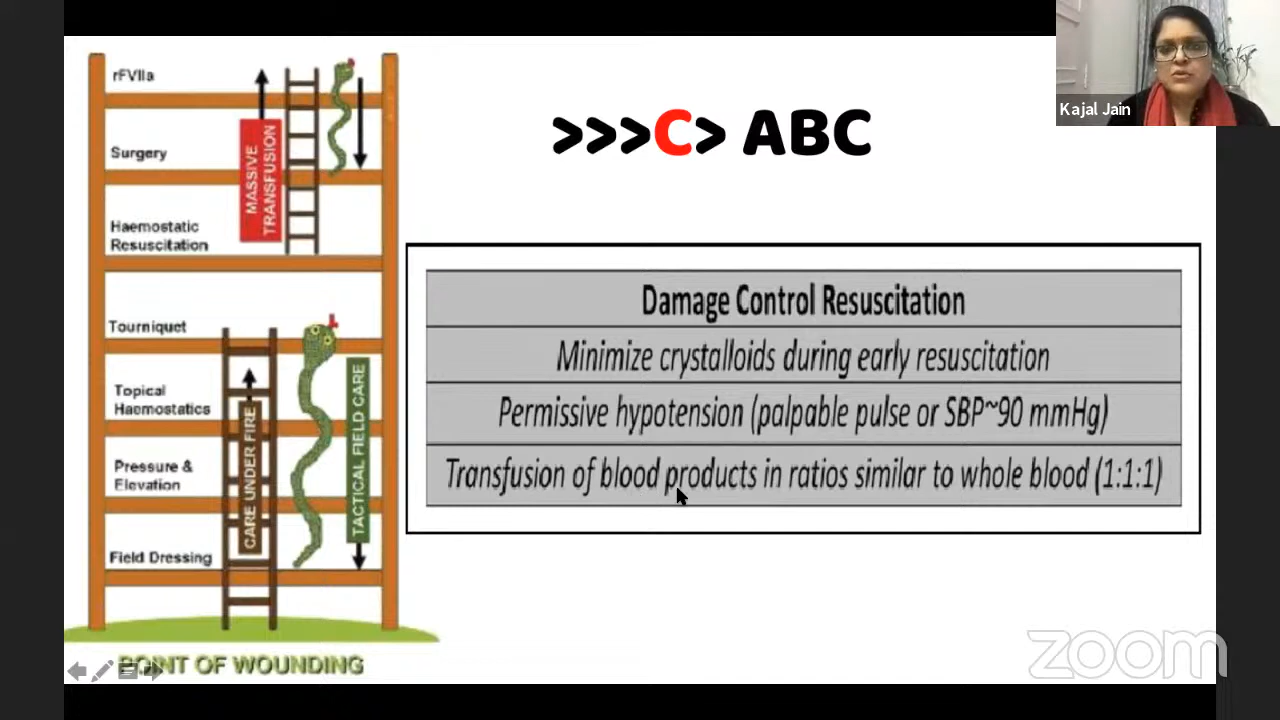 Kajal Jain
>>>C> ABC
rFVIIa
Surgery
Haemostatic
Resuscitation
MASSIVE
TRANSFUSION
Tourniquet
Topical
Haemostatics
Pressure &
Elevation
Field Dressing
CARE UNDER FIRE
TACTICAL FIELD CARE
POINT OF WOUNDING
Damage Control Resuscitation
Minimize crystalloids during early resuscitation
Permissive hypotension (palpable pulse or SBP~90 mmHg)
Transfusion of blood products in ratios similar to whole blood (1:1:1)
zoom